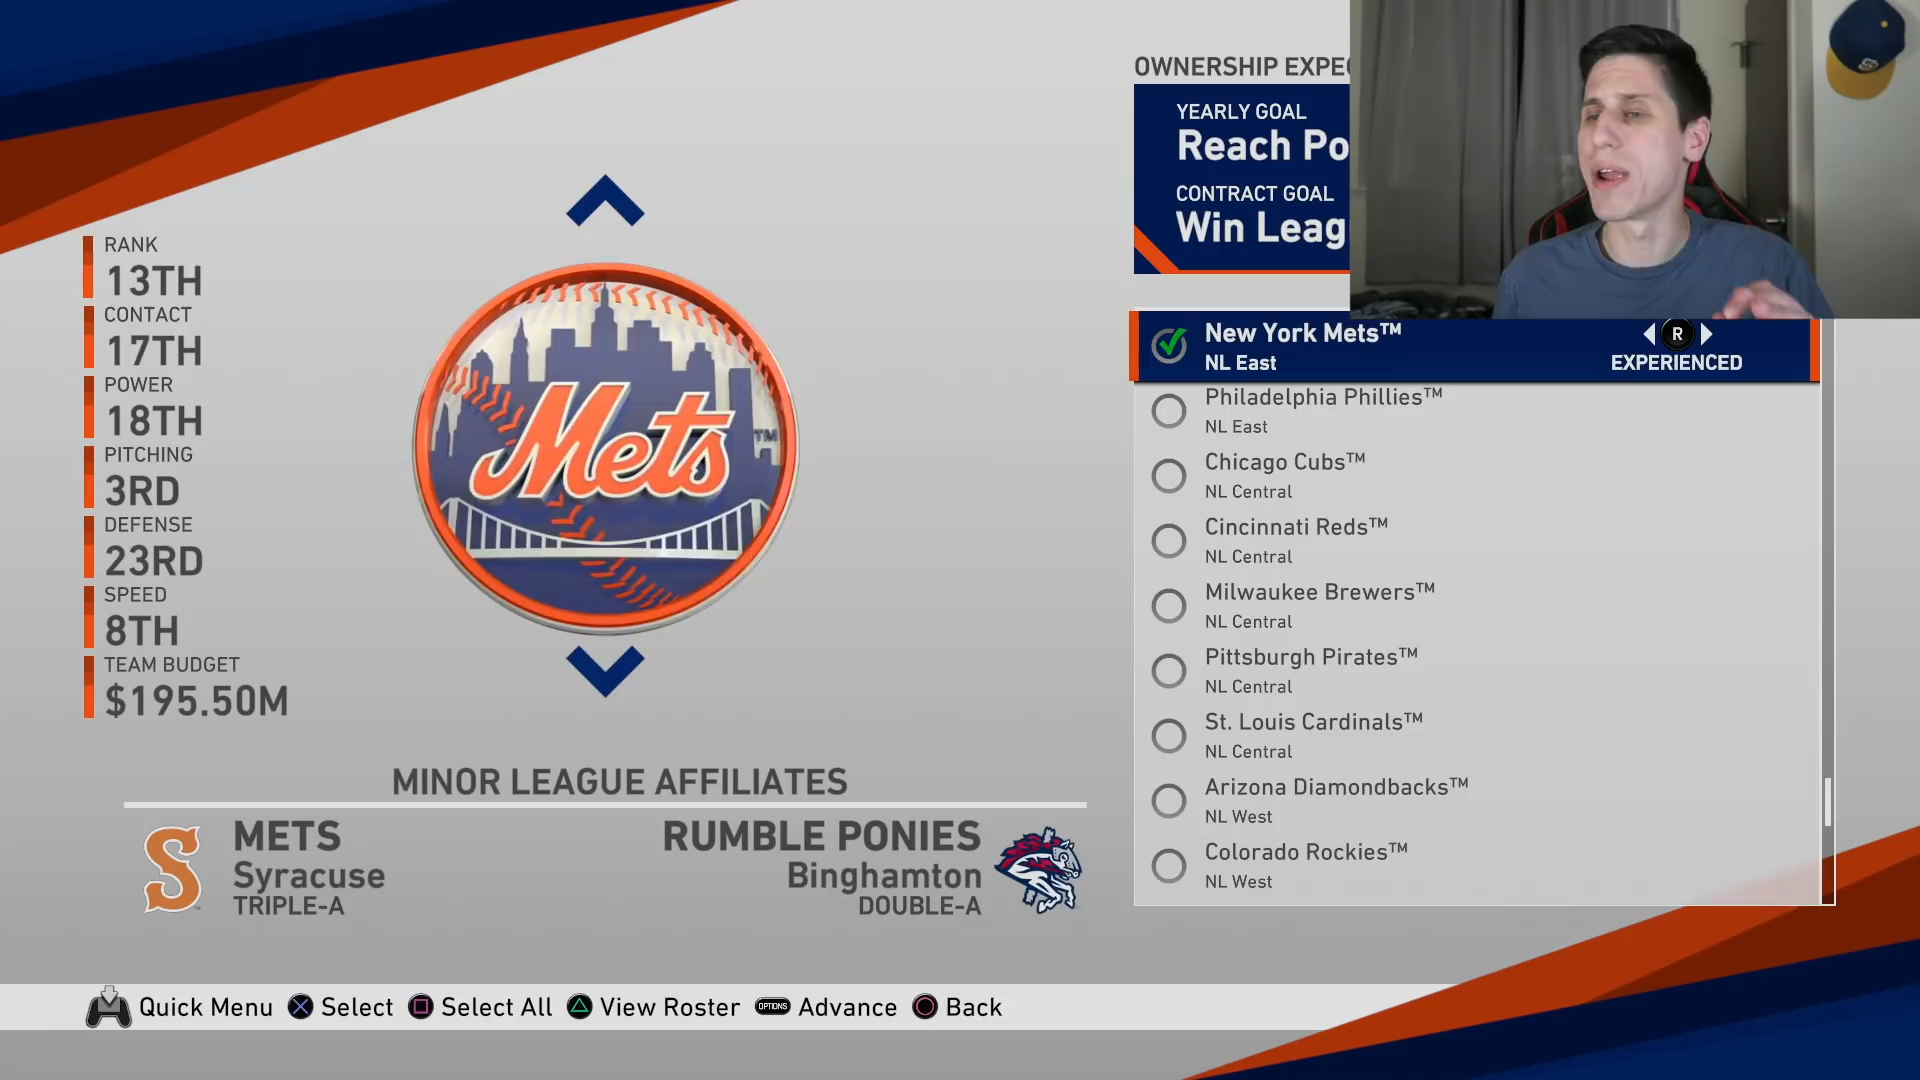 OWNERSHIP
YEARLY GOAL
Reach
CONTRACT GOAL
Win
RANK
13TH
CONTACT
17TH
POWER
18TH
PITCHING
3RD
DEFENSE
23RD
SPEED
8TH
TEAM BUDGET
$195.50M
Mets™
New York Mets™
NL East
R
EXPERIENCED
Philadelphia Phillies™
NL East
Chicago Cubs™
NL Central
Cincinnati Reds™
NL Central
Milwaukee Brewers™
NL Central
Pittsburgh Pirates™
NL Central
St. Louis Cardinals™
NL Central
Arizona Diamondbacks™
NL West
Colorado Rockies™
NL West
MINOR LEAGUE AFFILIATES
S
METS
Syracuse
TRIPLE-A
RUMBLE PONIES
Binghamton
DOUBLE-A
Quick Menu Select Select All View Roster OPTIONS Advance Back